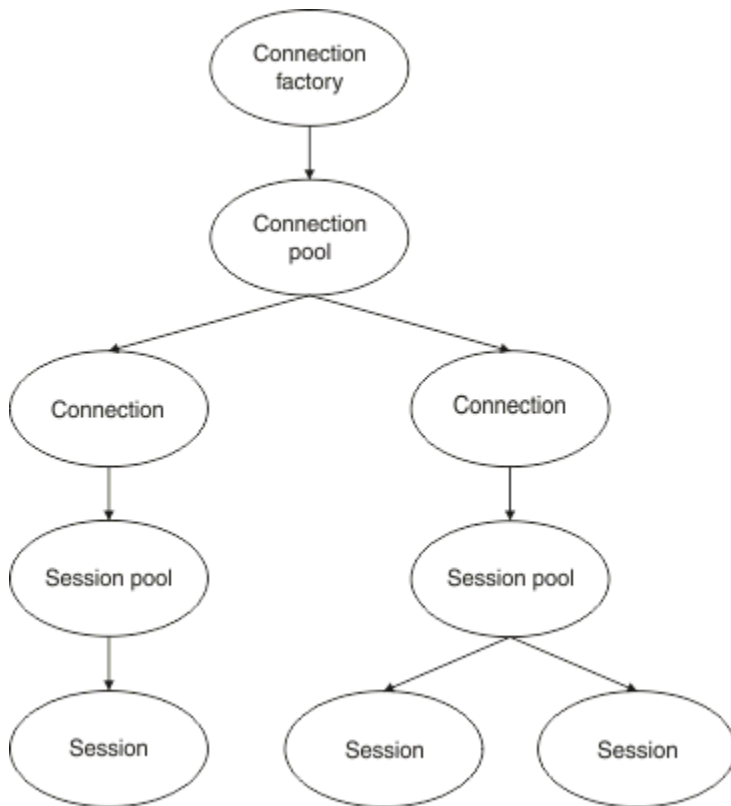 Connection
factory
Connection
pool
Connection
Connection
Session pool
Session pool
Session
Session
Session